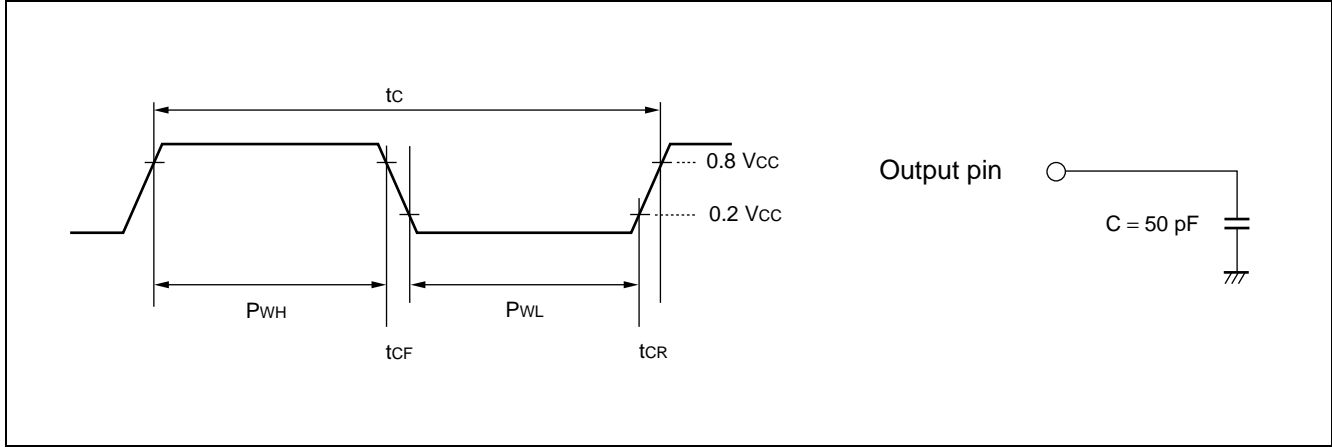 tC
0.8 VCC
0.2 VCC
PWH
PWL
tCF
tCR
Output pin
C = 50 pF